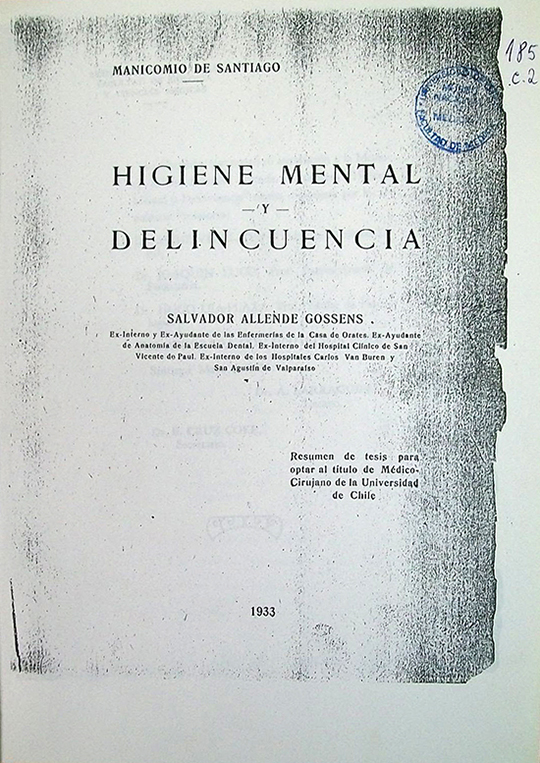 185
c.2
MANICOMIO DE SANTIAGO
HIGIENE MENTAL
— Y —
DELINCUENCIA
SALVADOR ALLENDE GOSSENS .
Ex-Interno y Ex-Ayudante de las Enfermerías de la Casa de Orates. Ex-Ayudante
de Anatomía de la Escuela Dental. Ex-Interno del Hospital Clínico de San
Vicente de Paul. Ex-Interno de los Hospitales Carlos Van Buren y
San Agustín de Valparaíso
Resumen de tesis para
optar al título de Médico-
Cirujano de la Universidad
de Chile
1933